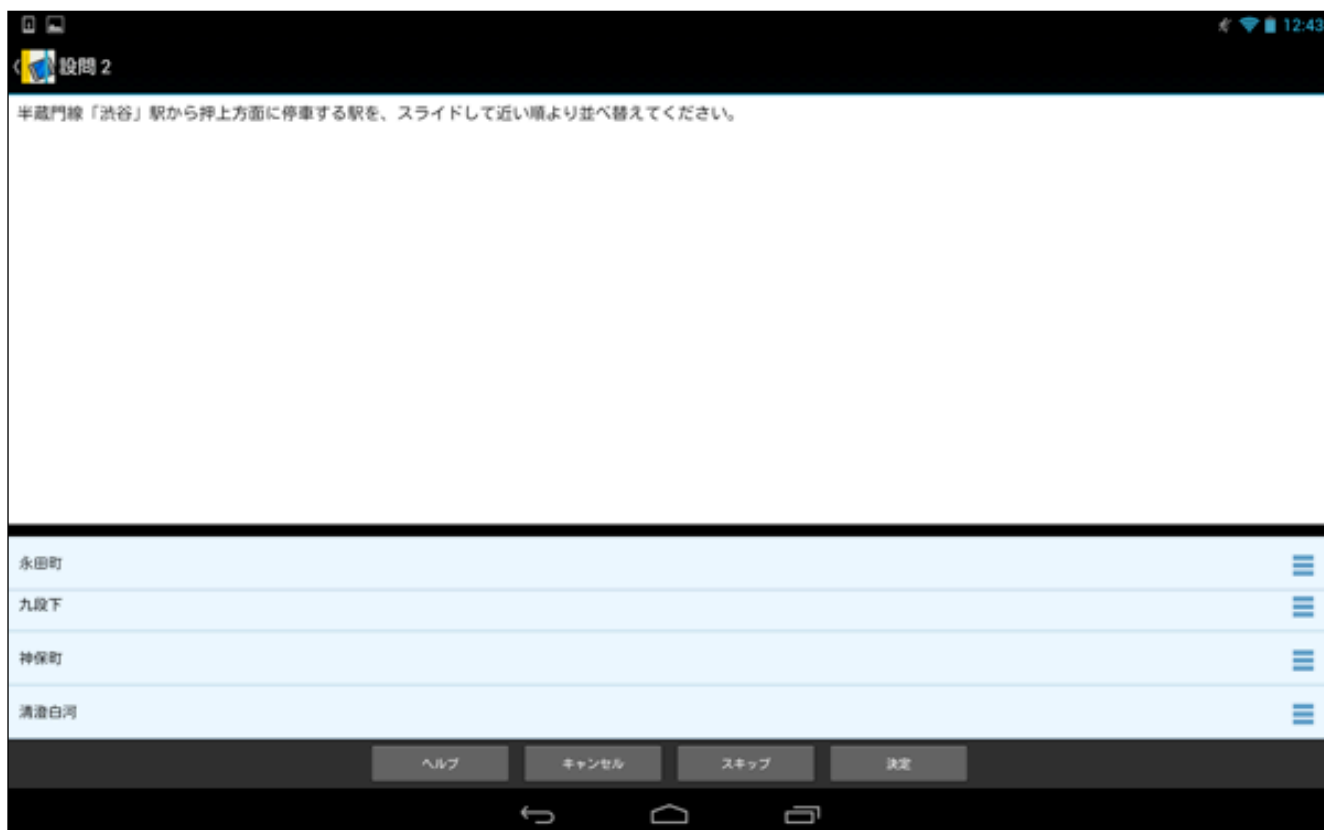 12:43
設問 2
半蔵門線「渋谷」駅から押上方面に停車する駅を、スライドして近い順より並べ替えてください。
永田町
九段下
神保町
清澄白河
ヘルプ キャンセル スキップ 決定